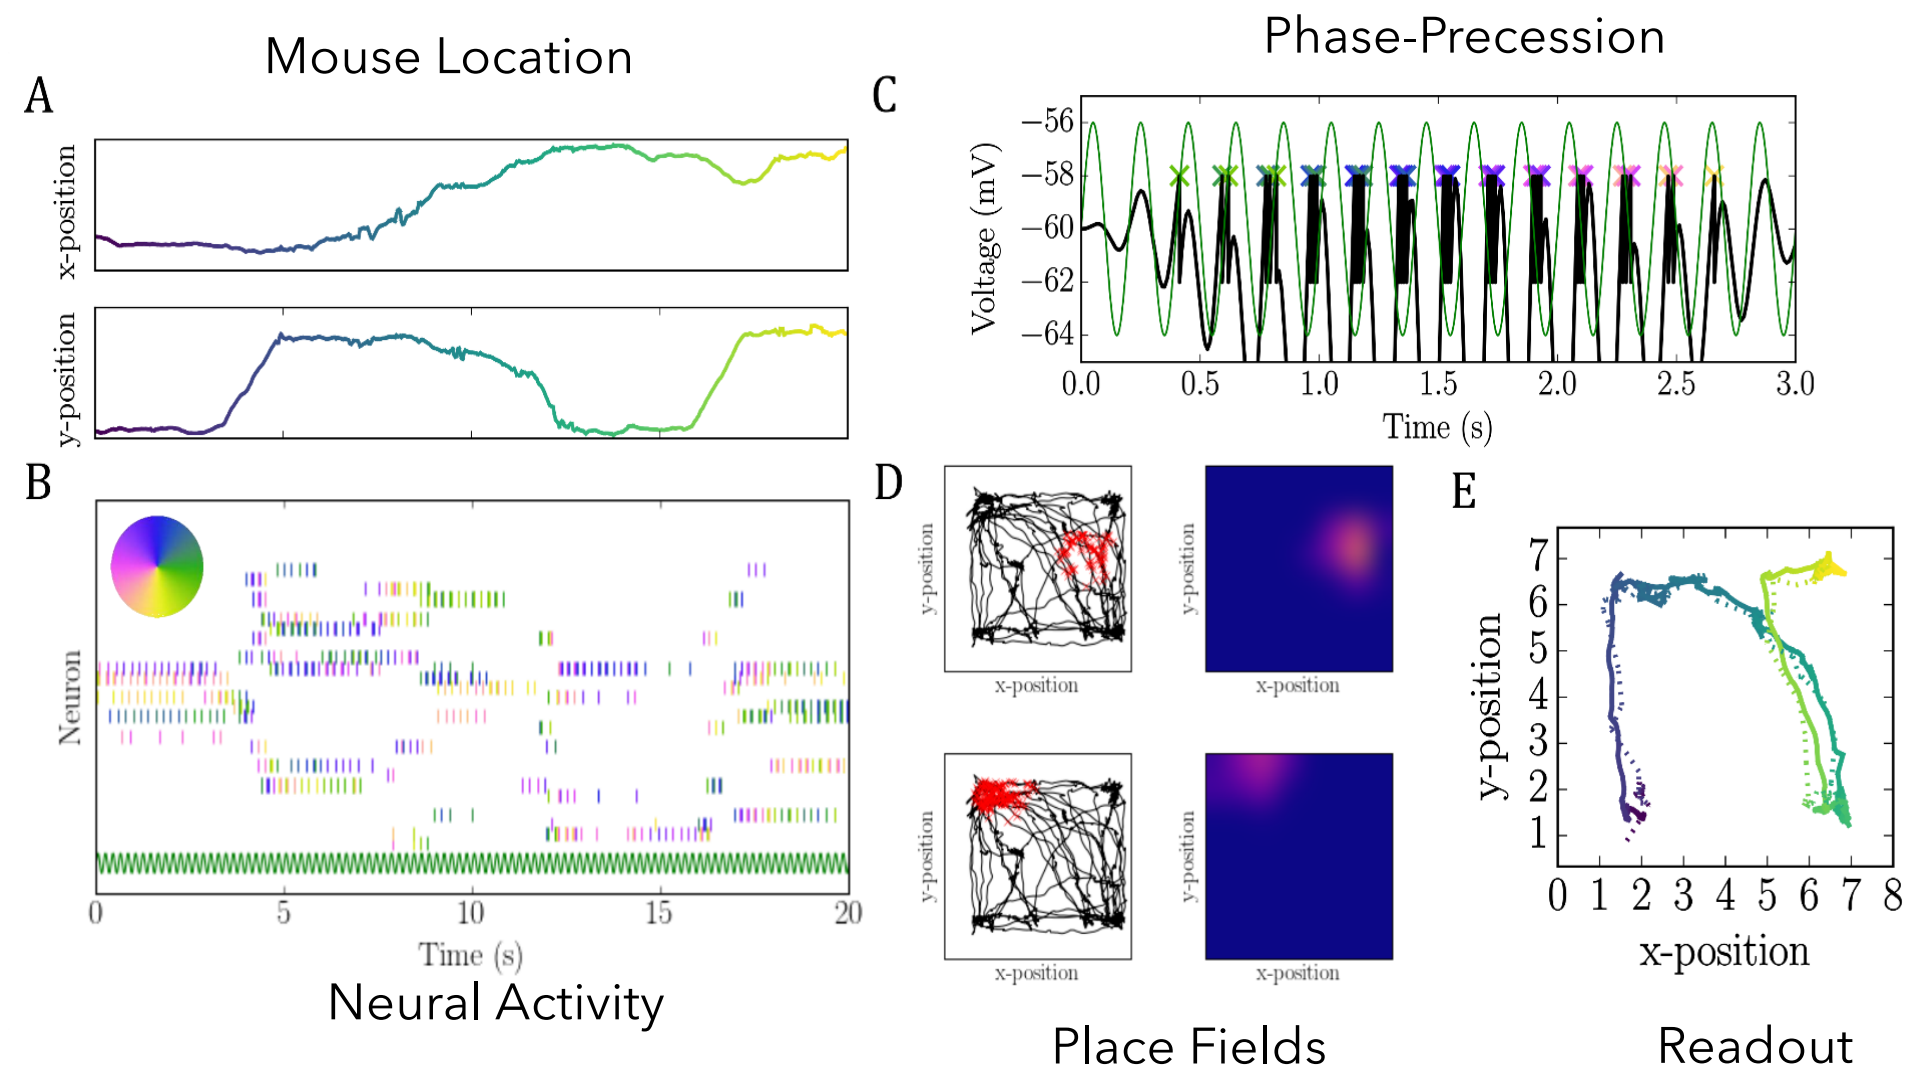 Mouse Location
A
x-position
y-position
B
Neuron
0 5 10 15 20
Time (s)
Neural Activity
Phase-Precession
C
Voltage (mV)
−56
−58
−60
−62
−64
0.0 0.5 1.0 1.5 2.0 2.5 3.0
Time (s)
D
y-position
x-position
y-position
x-position
y-position
x-position
y-position
x-position
Place Fields
E
y-position
7
6
5
4
3
2
1
0 1 2 3 4 5 6 7 8
x-position
Readout